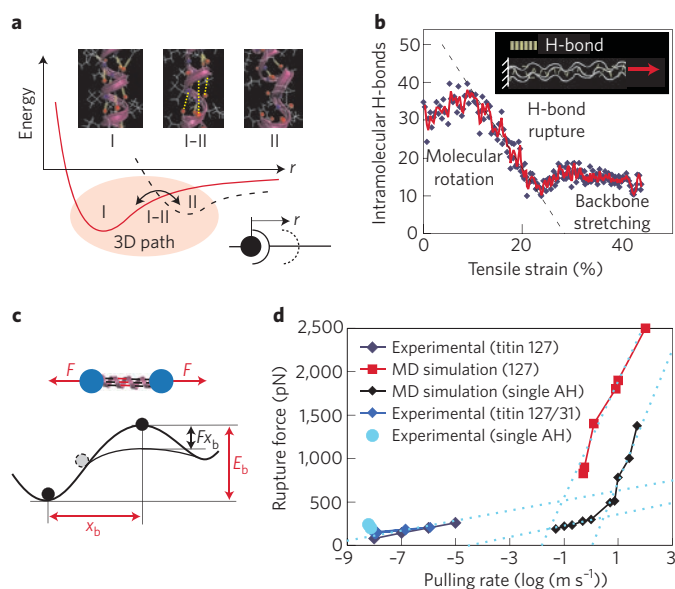 a
Energy
I
I–II
II
r
I
I–II
II
3D path
r
b
Intramolecular H-bonds
50
40
30
20
10
0
H-bond
H-bond
rupture
Molecular
rotation
Backbone
stretching
0
20
40
Tensile strain (%)
c
F
F
Fxb
Eb
xb
d
Rupture force (pN)
2,500
2,000
1,500
1,000
500
0
Experimental (titin 127)
MD simulation (127)
MD simulation (single AH)
Experimental (titin 127/31)
Experimental (single AH)
–9
–7
–5
–3
–1
1
3
Pulling rate (log (m s⁻¹))